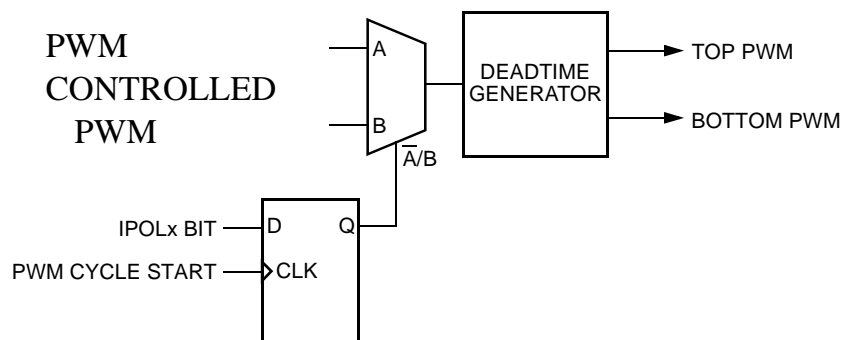 PWM
CONTROLLED
PWM
A
B
A̅/B
DEADTIME
GENERATOR
TOP PWM
BOTTOM PWM
IPOLx BIT
D
Q
PWM CYCLE START
CLK